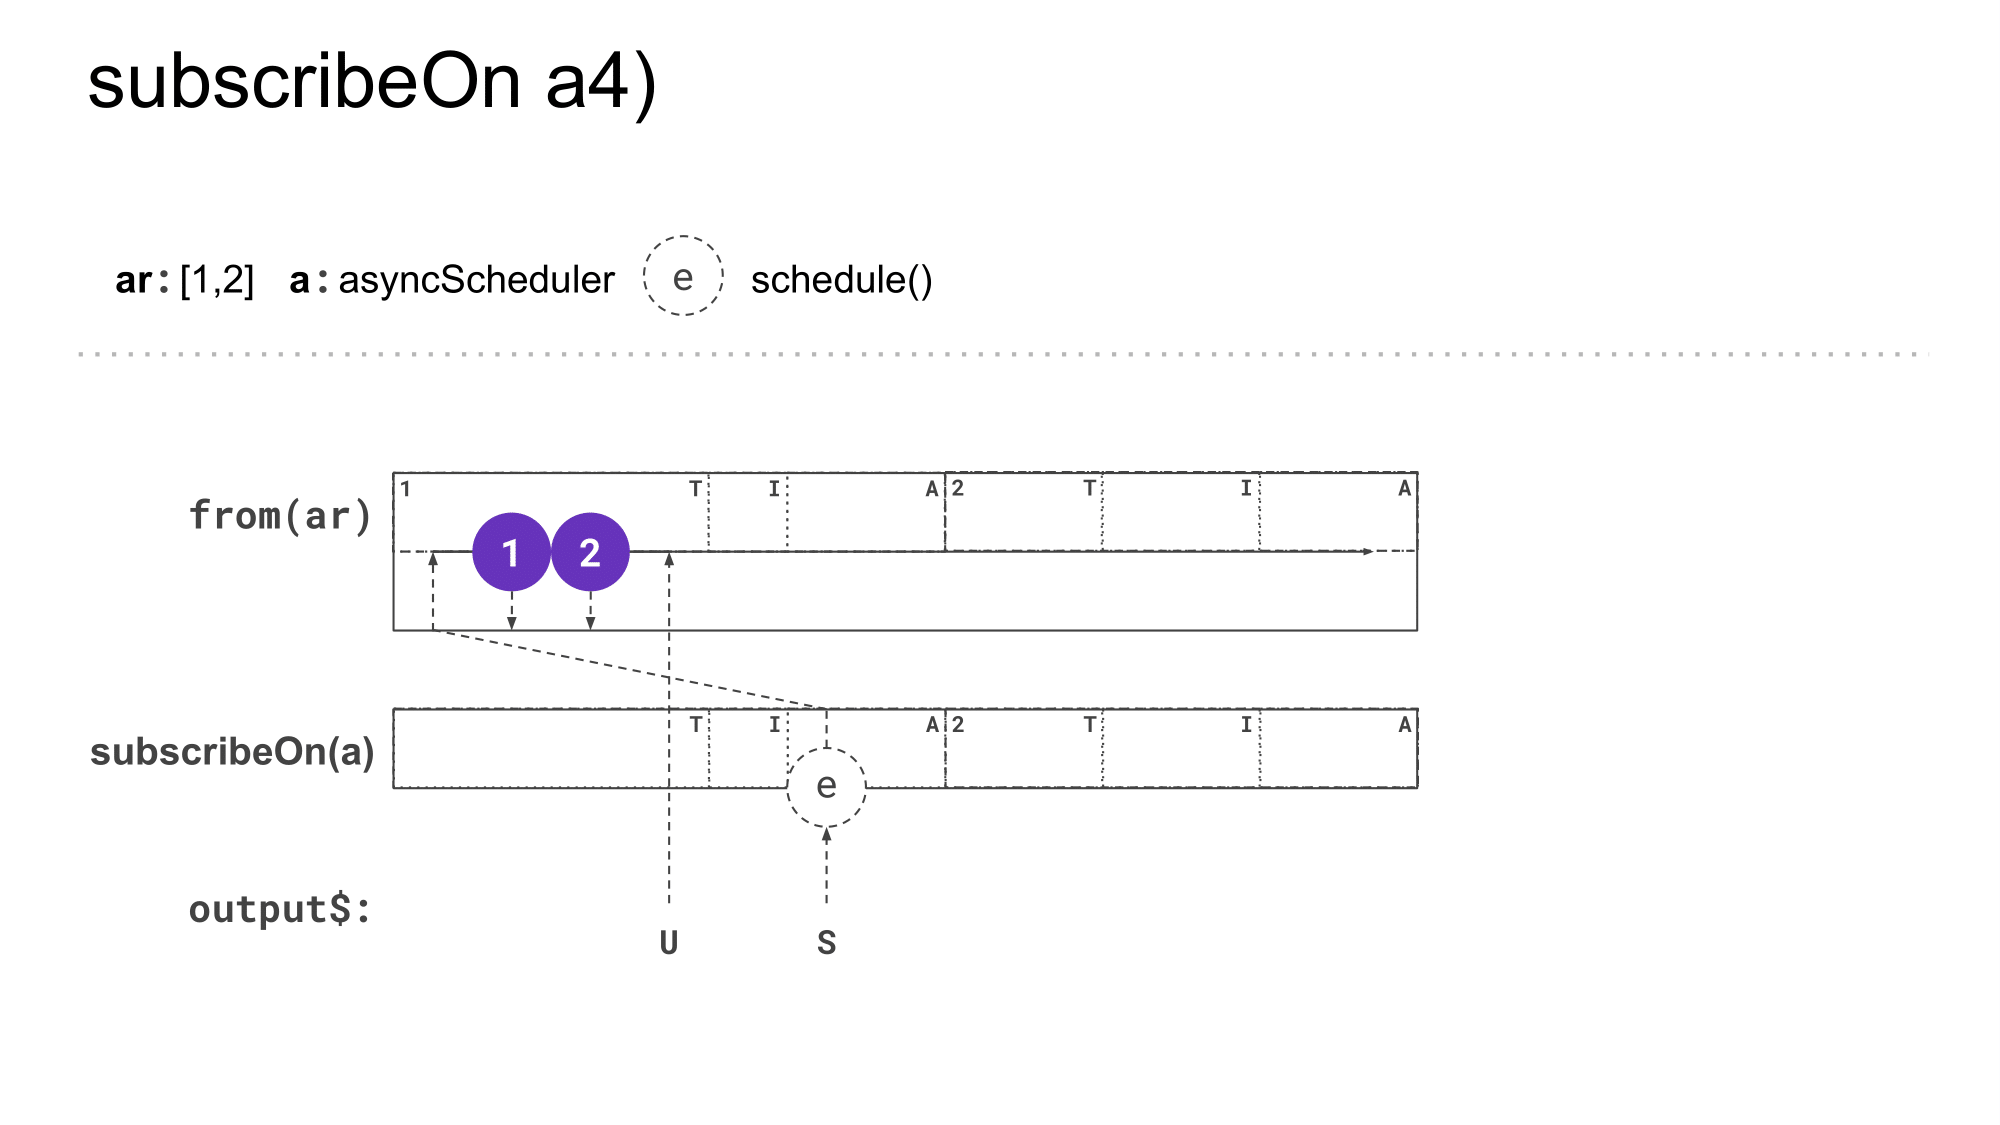 subscribeOn a4)
ar: [1,2] a: asyncScheduler e schedule()
1 T I A 2 T I A
from(ar)
1 2
T I A 2 T I A
subscribeOn(a)
e
output$:
U S